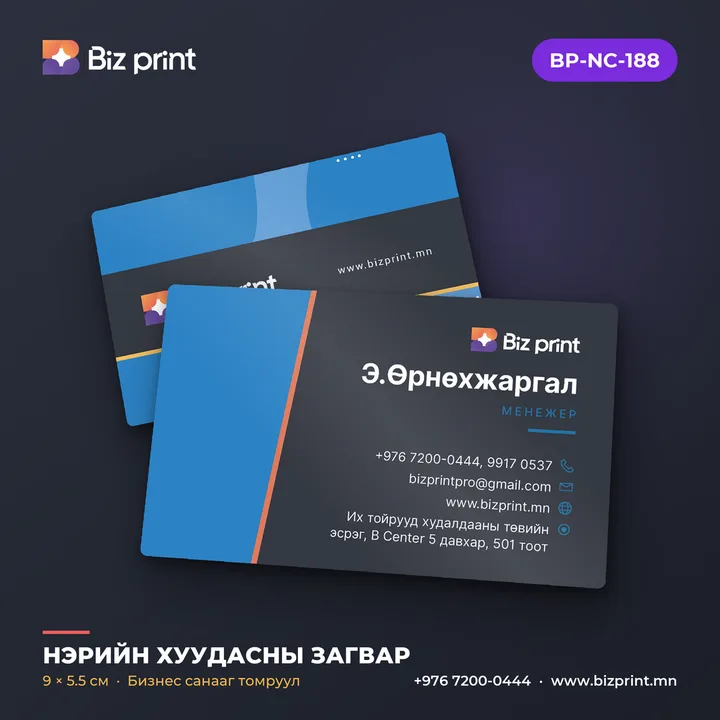 Biz print
BP-NC-188
www.bizprint.mn
Biz print
Э.Өрнөхжаргал
МЕНЕЖЕР
+976 7200-0444, 9917 0537
bizprintpro@gmail.com
www.bizprint.mn
Их тойрууд худалдааны төвийн
эсрэг, B Center 5 давхар, 501 тоот
НЭРИЙН ХУУДАСНЫ ЗАГВАР
9 × 5.5 см · Бизнес санааг томруул
+976 7200-0444 · www.bizprint.mn